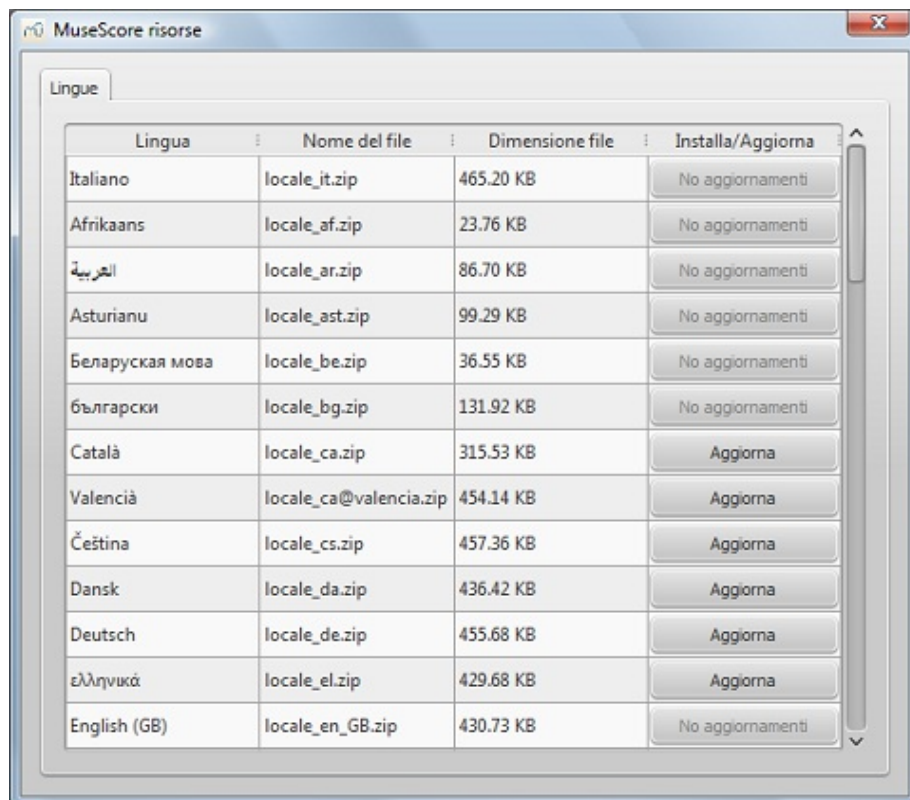 MuseScore risorse
Lingue
Lingua Nome del file Dimensione file Installa/Aggiorna
Italiano locale_it.zip 465.20 KB No aggiornamenti
Afrikaans locale_af.zip 23.76 KB No aggiornamenti
العربية locale_ar.zip 86.70 KB No aggiornamenti
Asturianu locale_ast.zip 99.29 KB No aggiornamenti
Беларуская мова locale_be.zip 36.55 KB No aggiornamenti
български locale_bg.zip 131.92 KB No aggiornamenti
Català locale_ca.zip 315.53 KB Aggiorna
Valencià locale_ca@valencia.zip 454.14 KB Aggiorna
Čeština locale_cs.zip 457.36 KB Aggiorna
Dansk locale_da.zip 436.42 KB Aggiorna
Deutsch locale_de.zip 455.68 KB Aggiorna
ελληνικά locale_el.zip 429.68 KB Aggiorna
English (GB) locale_en_GB.zip 430.73 KB No aggiornamenti